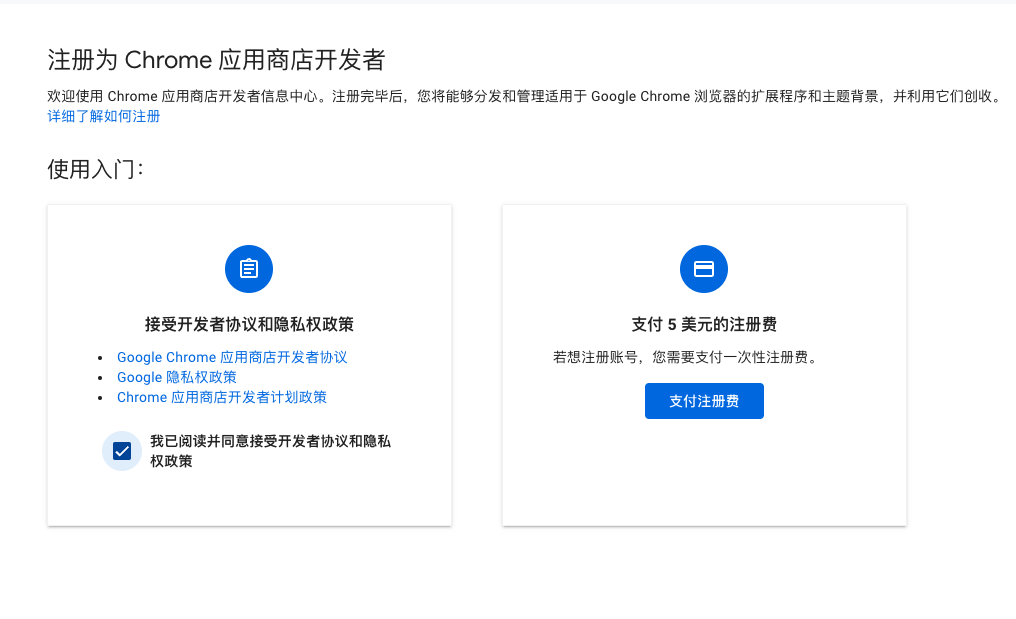 注册为 Chrome 应用商店开发者
欢迎使用 Chrome 应用商店开发者信息中心。注册完毕后，您将能够分发和管理适用于 Google Chrome 浏览器的扩展程序和主题背景，并利用它们创收。
详细了解如何注册
使用入门：
接受开发者协议和隐私权政策
Google Chrome 应用商店开发者协议
Google 隐私权政策
Chrome 应用商店开发者计划政策
我已阅读并同意接受开发者协议和隐私
权政策
支付 5 美元的注册费
若想注册账号，您需要支付一次性注册费。
支付注册费